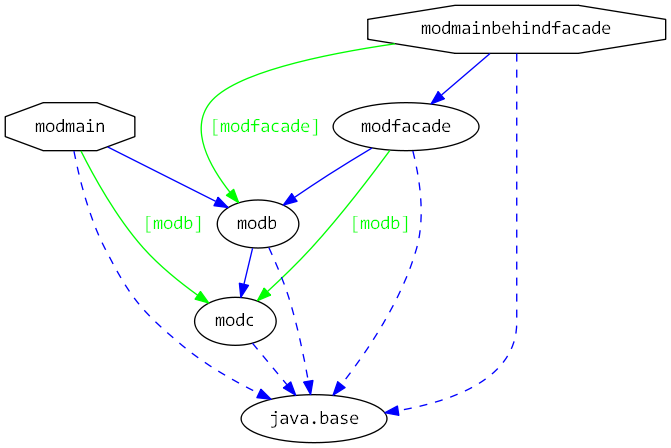 modmainbehindfacade
modmain
[modfacade]
modfacade
modb
[modb]
[modb]
modc
java.base